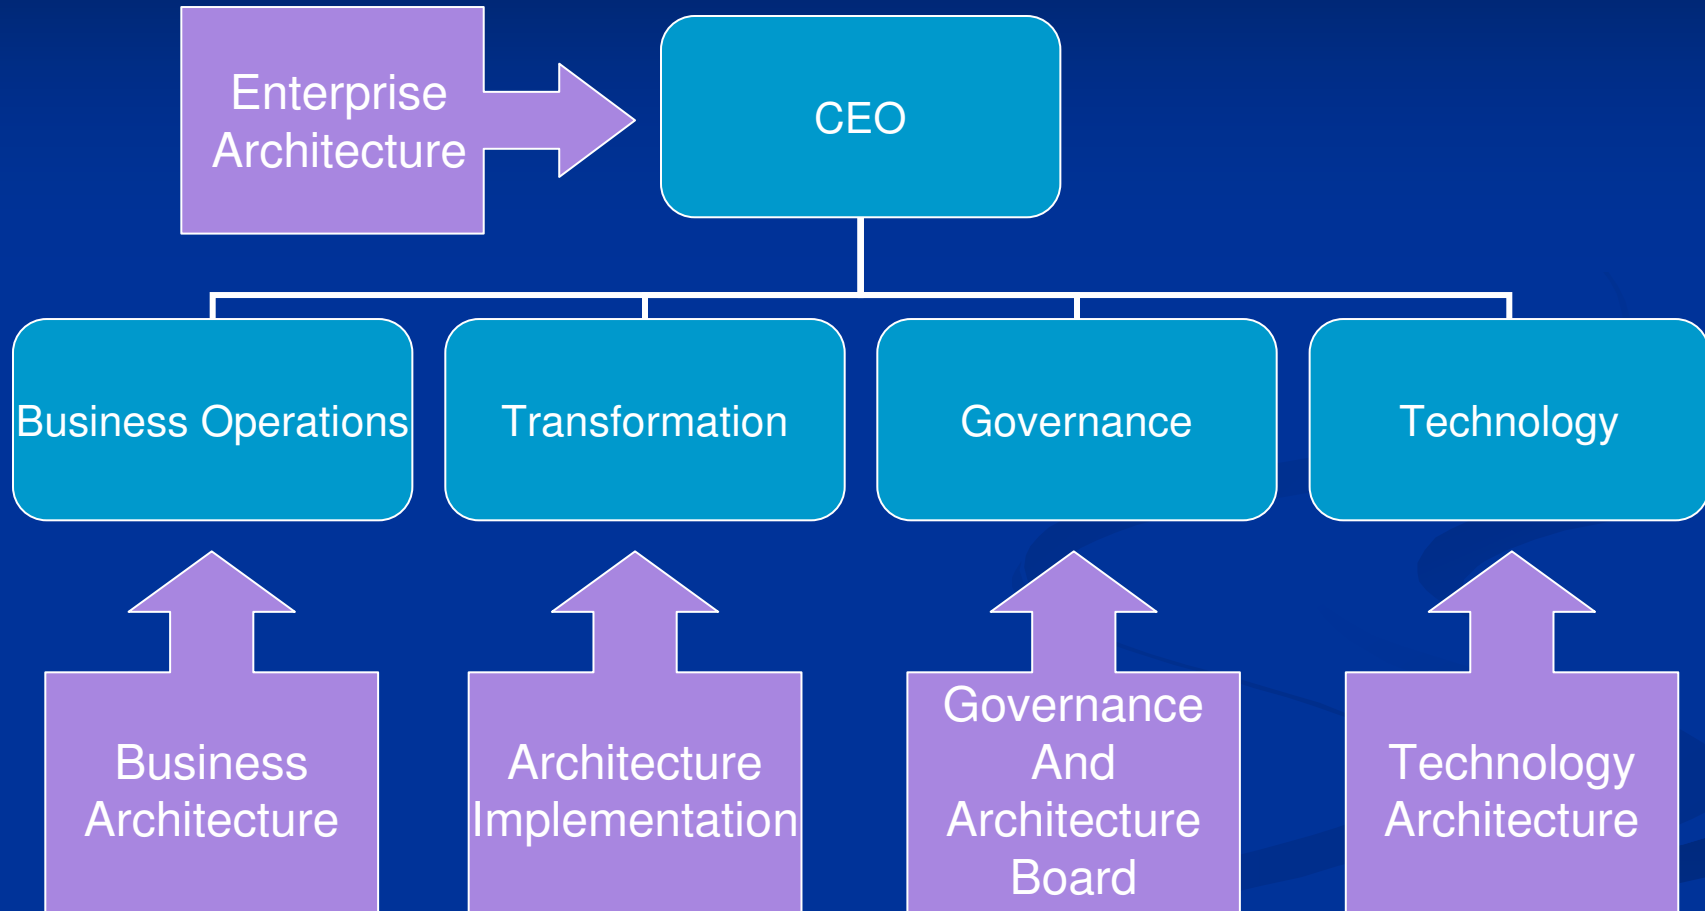 Enterprise
Architecture
CEO
Business Operations
Transformation
Governance
Technology
Business
Architecture
Architecture
Implementation
Governance
And
Architecture
Board
Technology
Architecture